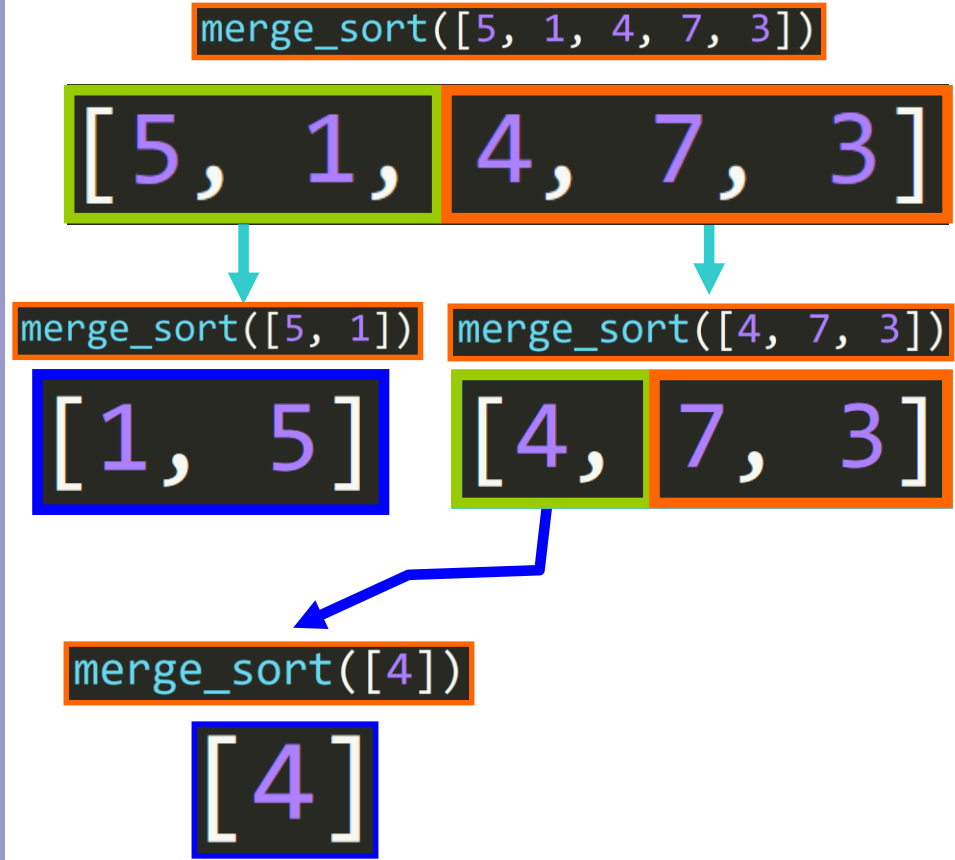 merge_sort([5, 1, 4, 7, 3])
[5, 1, 4, 7, 3]
merge_sort([5, 1])
merge_sort([4, 7, 3])
[1, 5]
[4, 7, 3]
merge_sort([4])
[4]